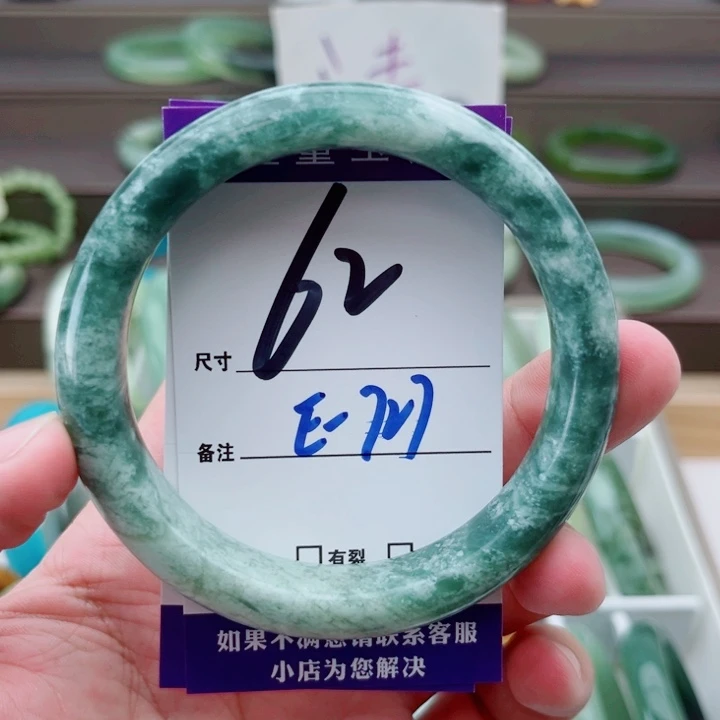 尺寸 62
备注 E-727
□有裂 □
如果不满意请联系客服
小店为您解决